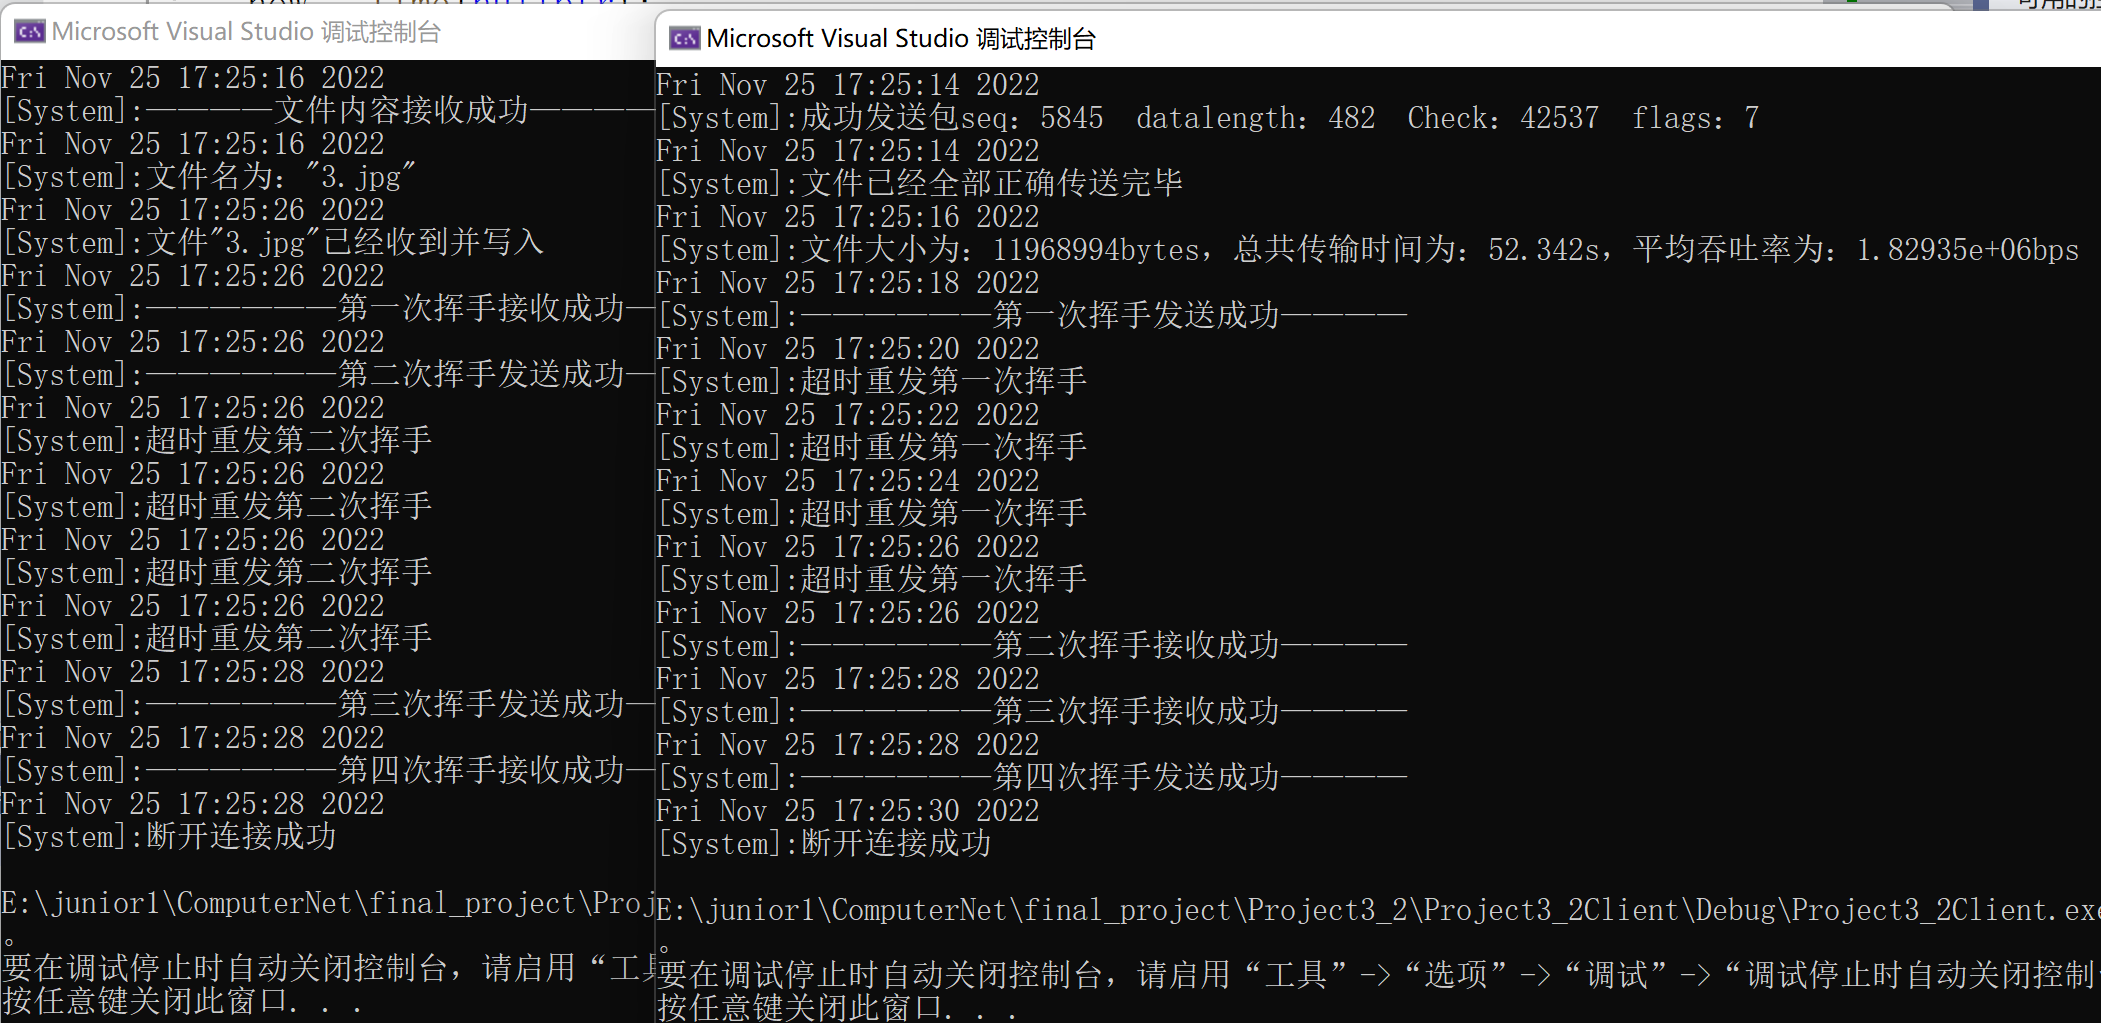 Microsoft Visual Studio 调试控制台
Fri Nov 25 17:25:16 2022
[System]:————文件内容接收成功————
Fri Nov 25 17:25:16 2022
[System]:文件名为："3.jpg"
Fri Nov 25 17:25:26 2022
[System]:文件"3.jpg"已经收到并写入
Fri Nov 25 17:25:26 2022
[System]:——————第一次挥手接收成功—
Fri Nov 25 17:25:26 2022
[System]:——————第二次挥手发送成功—
Fri Nov 25 17:25:26 2022
[System]:超时重发第二次挥手
Fri Nov 25 17:25:26 2022
[System]:超时重发第二次挥手
Fri Nov 25 17:25:26 2022
[System]:超时重发第二次挥手
Fri Nov 25 17:25:26 2022
[System]:超时重发第二次挥手
Fri Nov 25 17:25:28 2022
[System]:——————第三次挥手发送成功—
Fri Nov 25 17:25:28 2022
[System]:——————第四次挥手接收成功—
Fri Nov 25 17:25:28 2022
[System]:断开连接成功
E:\junior1\ComputerNet\final_project\Proj
。
要在调试停止时自动关闭控制台，请启用“工
按任意键关闭此窗口. . .
Microsoft Visual Studio 调试控制台
Fri Nov 25 17:25:14 2022
[System]:成功发送包seq：5845  datalength：482  Check：42537  flags：7
Fri Nov 25 17:25:14 2022
[System]:文件已经全部正确传送完毕
Fri Nov 25 17:25:16 2022
[System]:文件大小为：11968994bytes，总共传输时间为：52.342s，平均吞吐率为：1.82935e+06bps
Fri Nov 25 17:25:18 2022
[System]:——————第一次挥手发送成功————
Fri Nov 25 17:25:20 2022
[System]:超时重发第一次挥手
Fri Nov 25 17:25:22 2022
[System]:超时重发第一次挥手
Fri Nov 25 17:25:24 2022
[System]:超时重发第一次挥手
Fri Nov 25 17:25:26 2022
[System]:超时重发第一次挥手
Fri Nov 25 17:25:26 2022
[System]:——————第二次挥手接收成功————
Fri Nov 25 17:25:28 2022
[System]:——————第三次挥手接收成功————
Fri Nov 25 17:25:28 2022
[System]:——————第四次挥手发送成功————
Fri Nov 25 17:25:30 2022
[System]:断开连接成功
E:\junior1\ComputerNet\final_project\Project3_2\Project3_2Client\Debug\Project3_2Client.exe
。
要在调试停止时自动关闭控制台，请启用“工具”->“选项”->“调试”->“调试停止时自动关闭控制
按任意键关闭此窗口. . .